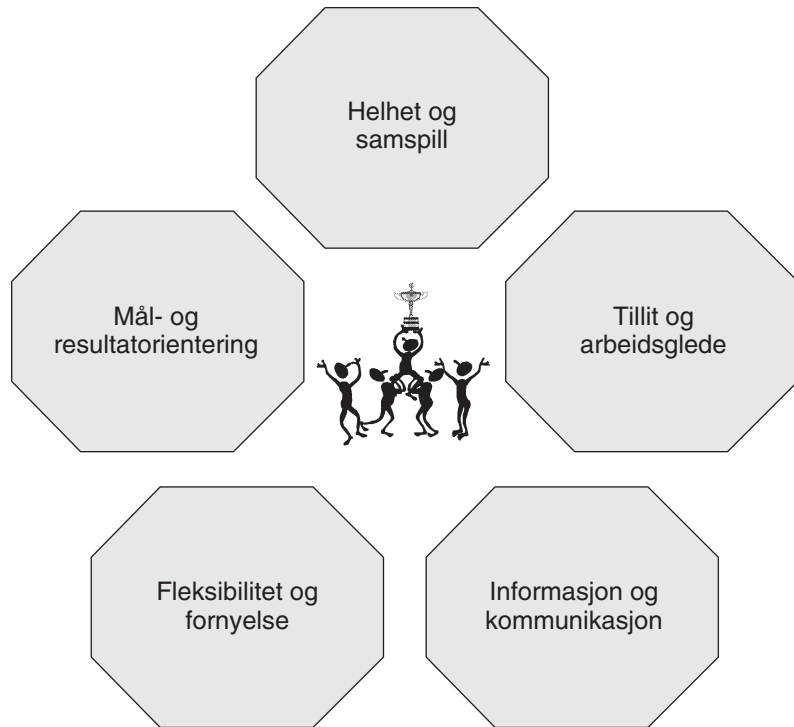 Helhet og
samspill
Mål- og
resultatorientering
Tillit og
arbeidsglede
Fleksibilitet og
fornyelse
Informasjon og
kommunikasjon